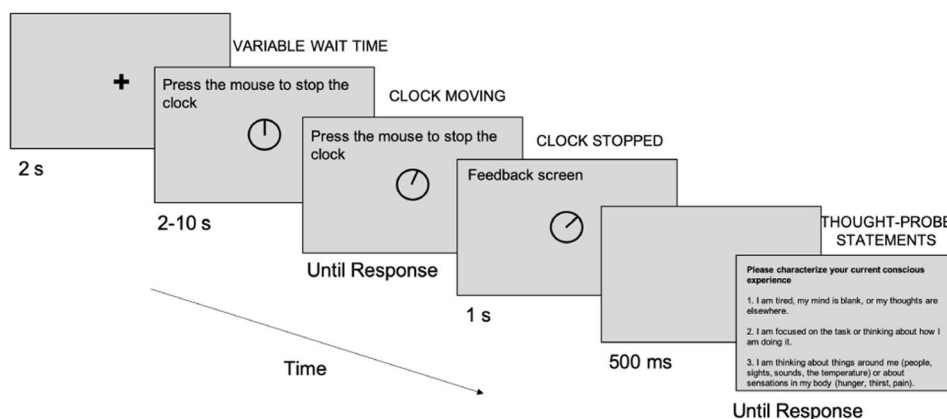 VARIABLE WAIT TIME
Press the mouse to stop the
clock
2 s
CLOCK MOVING
Press the mouse to stop the
clock
2-10 s
CLOCK STOPPED
Feedback screen
Until Response
1 s
500 ms
THOUGHT-PROBE
STATEMENTS
Please characterize your current conscious
experience
1. I am tired, my mind is blank, or my thoughts are
elsewhere.
2. I am focused on the task or thinking about how I
am doing it.
3. I am thinking about things around me (people,
sights, sounds, the temperature) or about
sensations in my body (hunger, thirst, pain).
Until Response
Time